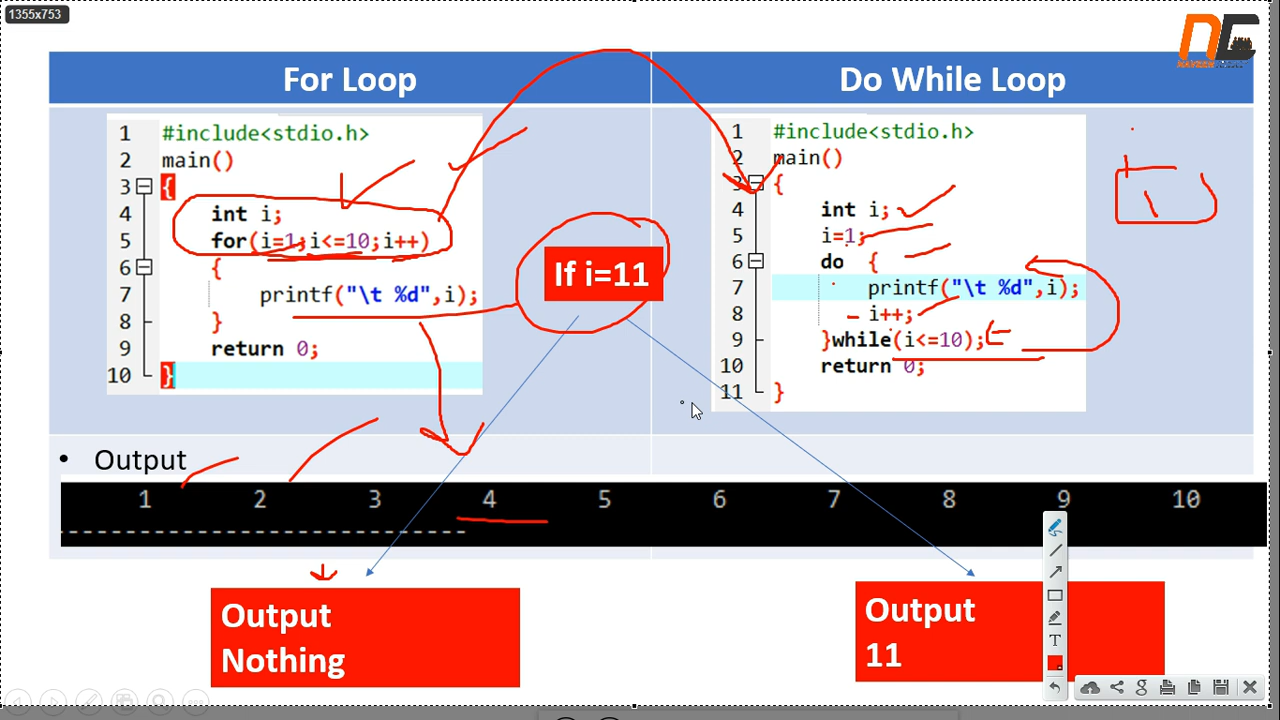 1355x753
For Loop
Do While Loop
1 #include<stdio.h>
2 main()
3 {
4 int i;
5 for(i=1;i<=10;i++)
6 {
7 printf("\t %d",i);
8 }
9 return 0;
10 }
1 #include<stdio.h>
2 main()
3 {
4 int i;
5 i=1;
6 do {
7 printf("\t %d",i);
8 i++;
9 }while(i<=10);
10 return 0;
11 }
If i=11
• Output
1 2 3 4 5 6 7 8 9 10
Output
Nothing
Output
11